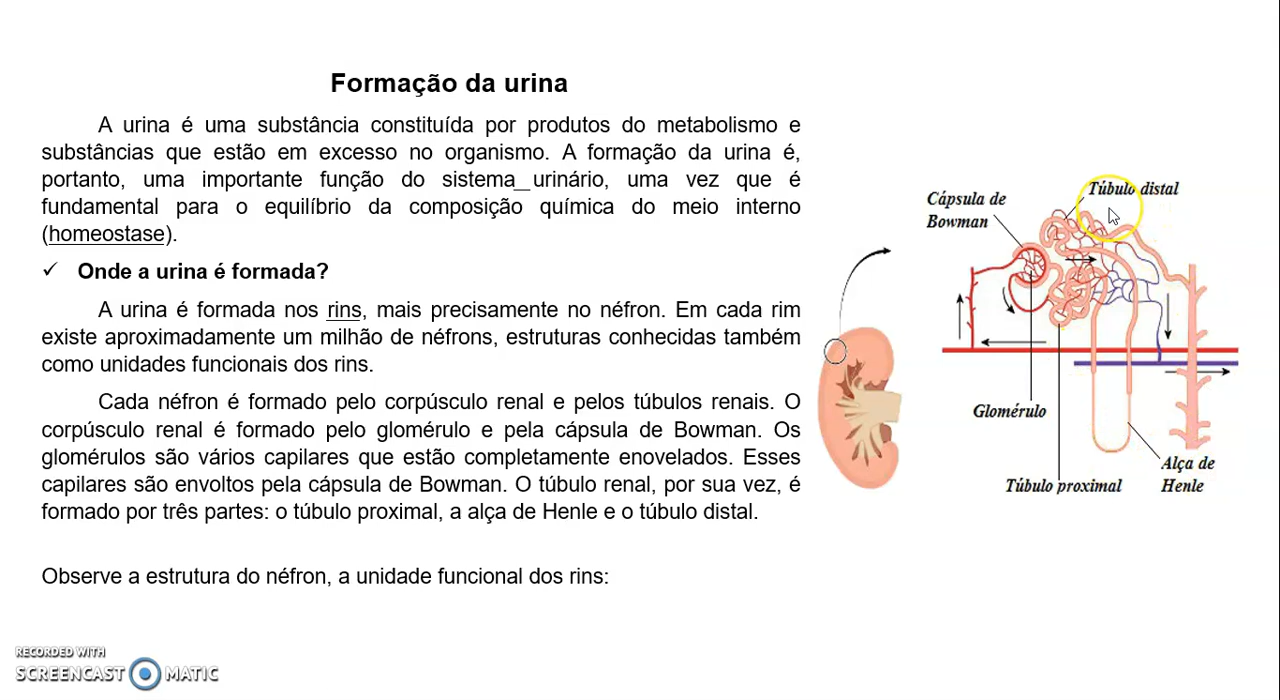 Formação da urina
A urina é uma substância constituída por produtos do metabolismo e
substâncias que estão em excesso no organismo. A formação da urina é,
portanto, uma importante função do sistema urinário, uma vez que é
fundamental para o equilíbrio da composição química do meio interno
(homeostase).
✓ Onde a urina é formada?
A urina é formada nos rins, mais precisamente no néfron. Em cada rim
existe aproximadamente um milhão de néfrons, estruturas conhecidas também
como unidades funcionais dos rins.
Cada néfron é formado pelo corpúsculo renal e pelos túbulos renais. O
corpúsculo renal é formado pelo glomérulo e pela cápsula de Bowman. Os
glomérulos são vários capilares que estão completamente enovelados. Esses
capilares são envoltos pela cápsula de Bowman. O túbulo renal, por sua vez, é
formado por três partes: o túbulo proximal, a alça de Henle e o túbulo distal.
Observe a estrutura do néfron, a unidade funcional dos rins:
Túbulo distal
Cápsula de
Bowman
Glomérulo
Túbulo proximal
Alça de
Henle
RECORDED WITH
SCREENCAST MATIC